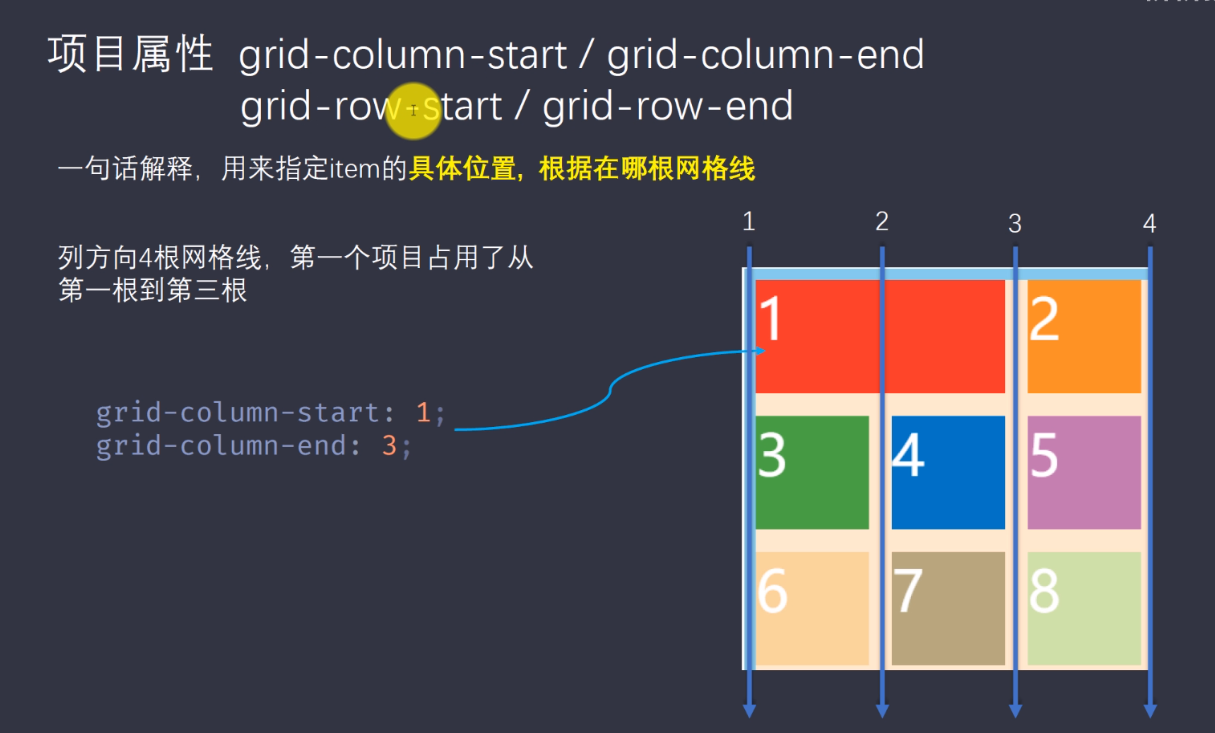 项目属性 grid-column-start / grid-column-end
grid-row-start / grid-row-end
一句话解释，用来指定item的具体位置，根据在哪根网格线
列方向4根网格线，第一个项目占用了从
第一根到第三根
grid-column-start: 1;
grid-column-end: 3;
1 2 3 4
1 2
3 4 5
6 7 8